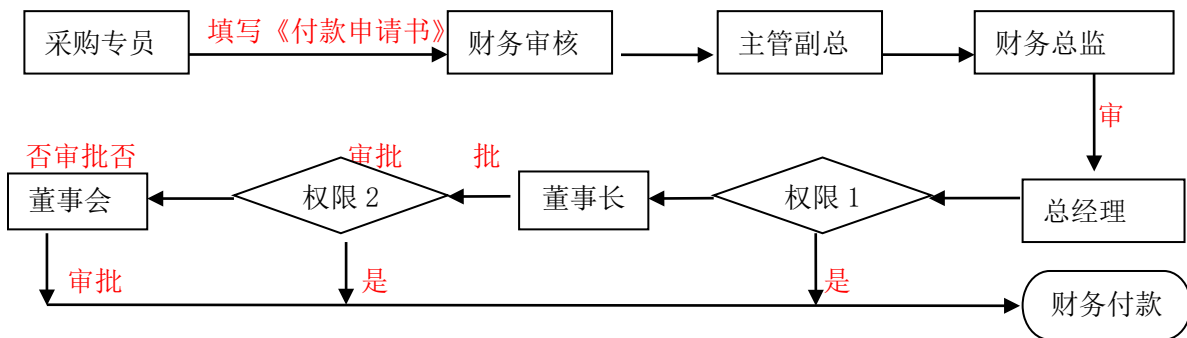 采购专员 填写《付款申请书》 财务审核 主管副总 财务总监
审
否审批否 审批 批
董事会 权限 2 董事长 权限 1 总经理
审批 是 是
财务付款